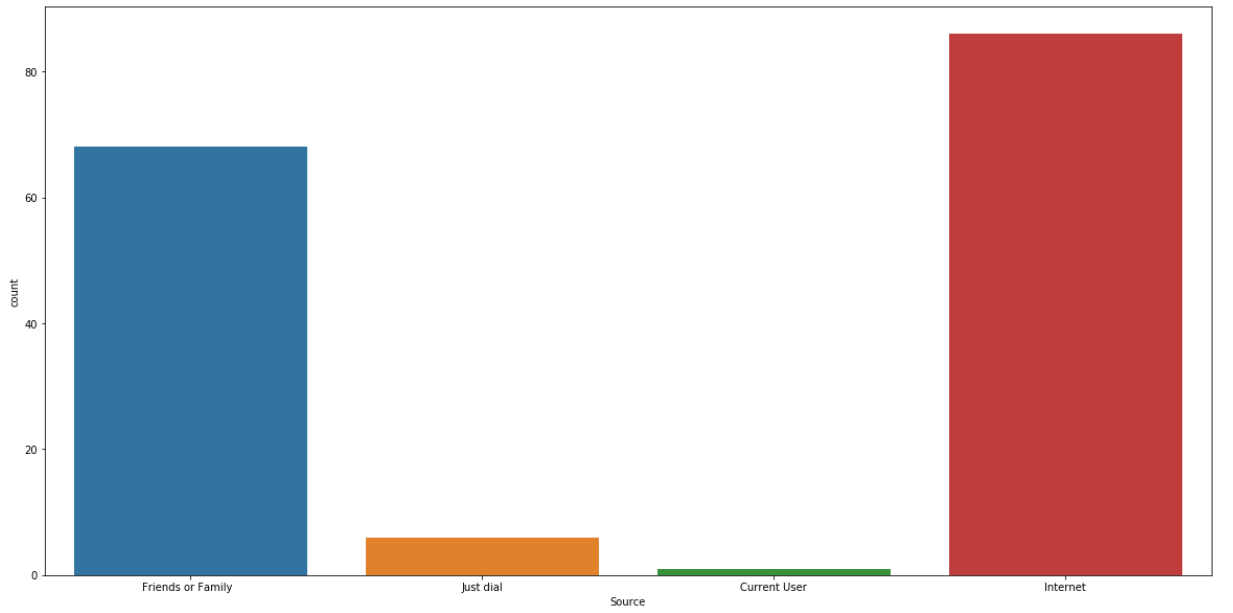 80
60
40
20
0
count
Friends or Family
Just dial
Current User
Internet
Source